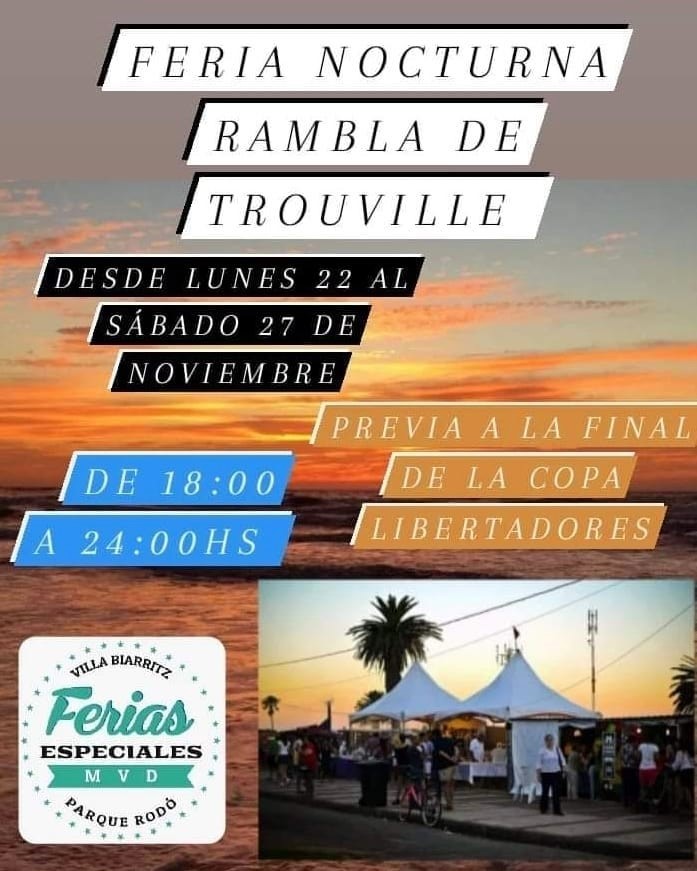 FERIA NOCTURNA
RAMBLA DE
TROUVILLE
DESDE LUNES 22 AL
SÁBADO 27 DE
NOVIEMBRE
PREVIA A LA FINAL
DE LA COPA
LIBERTADORES
DE 18:00
A 24:00HS
VILLA BIARRITZ
Ferias
ESPECIALES
MVD
PARQUE RODÓ